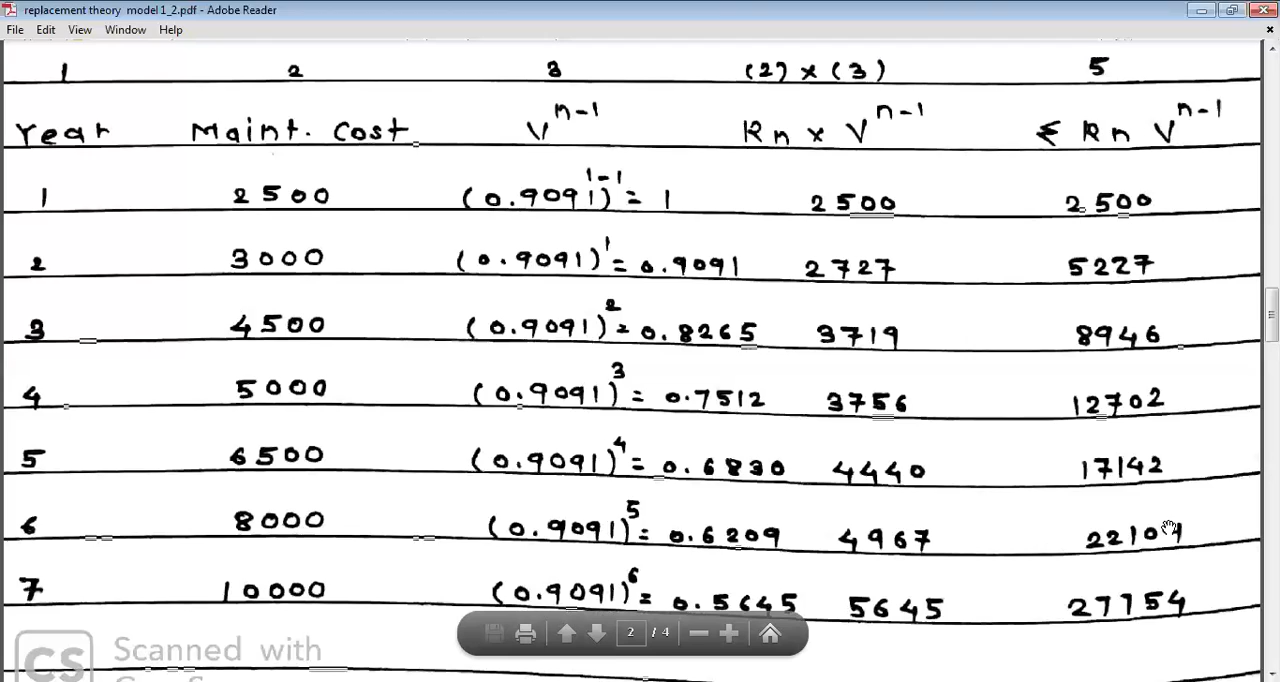 replacement theory model 1_2.pdf - Adobe Reader
File Edit View Window Help
1 2 3 (2) × (3) 5
Year Maint. Cost V^n-1 Rn × V^n-1 Σ Rn V^n-1
1 2500 (0.9091)^1-1 = 1 2500 2500
2 3000 (0.9091)^1 = 0.9091 2727 5227
3 4500 (0.9091)^2 = 0.8265 3719 8946
4 5000 (0.9091)^3 = 0.7512 3756 12702
5 6500 (0.9091)^4 = 0.6830 4440 17142
6 8000 (0.9091)^5 = 0.6209 4967
7 10000 (0.9091)^6 = 0.5645 5645 27754
2 / 4
CS Scanned with